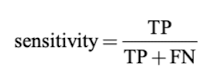 sensitivity = TP / (TP + FN)